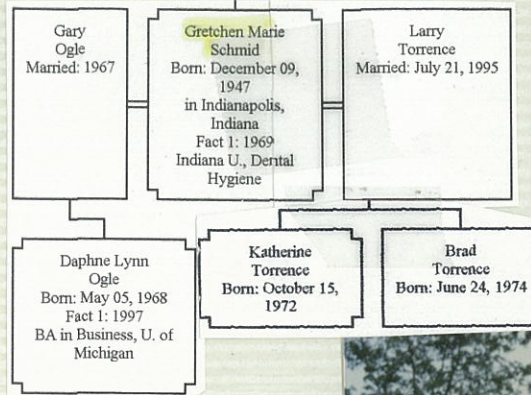 Gary
Ogle
Married: 1967
Gretchen Marie
Schmid
Born: December 09,
1947
in Indianapolis,
Indiana
Fact 1: 1969
Indiana U., Dental
Hygiene
Larry
Torrence
Married: July 21, 1995
Daphne Lynn
Ogle
Born: May 05, 1968
Fact 1: 1997
BA in Business, U. of
Michigan
Katherine
Torrence
Born: October 15,
1972
Brad
Torrence
Born: June 24, 1974